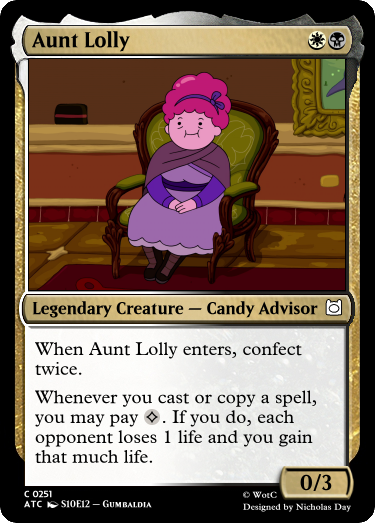 Aunt Lolly
Legendary Creature — Candy Advisor
When Aunt Lolly enters, confect
twice.
Whenever you cast or copy a spell,
you may pay . If you do, each
opponent loses 1 life and you gain
that much life.
0/3
C 0251
ATC S10E12 – Gumbaldia
© WotC
Designed by Nicholas Day